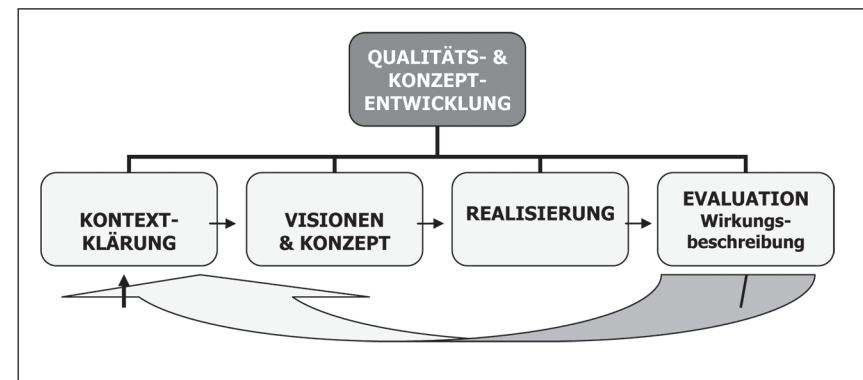 QUALITÄTS- &
KONZEPT-
ENTWICKLUNG
KONTEXT-
KLÄRUNG
VISIONEN
& KONZEPT
REALISIERUNG
EVALUATION
Wirkungs-
beschreibung